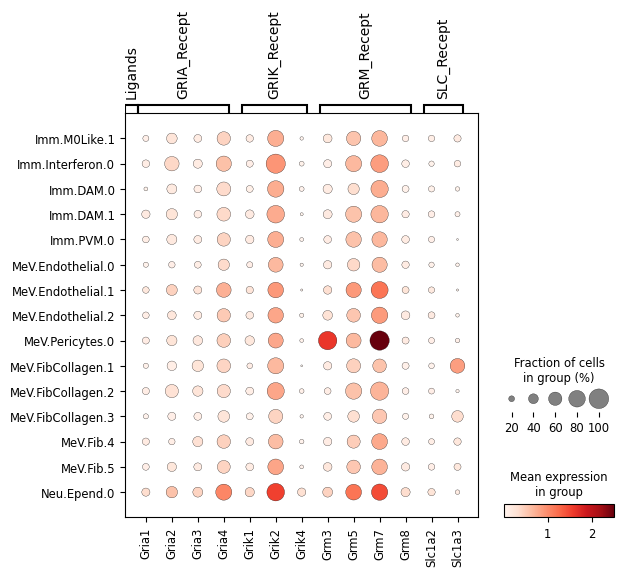 Ligands
GRIA_Recept
GRIK_Recept
GRM_Recept
SLC_Recept
Imm.M0Like.1
Imm.Interferon.0
Imm.DAM.0
Imm.DAM.1
Imm.PVM.0
MeV.Endothelial.0
MeV.Endothelial.1
MeV.Endothelial.2
MeV.Pericytes.0
MeV.FibCollagen.1
MeV.FibCollagen.2
MeV.FibCollagen.3
MeV.Fib.4
MeV.Fib.5
Neu.Epend.0
Gria1
Gria2
Gria3
Gria4
Grik1
Grik2
Grik4
Grm3
Grm5
Grm7
Grm8
Slc1a2
Slc1a3
Fraction of cells
in group (%)
20 40 60 80 100
Mean expression
in group
1 2